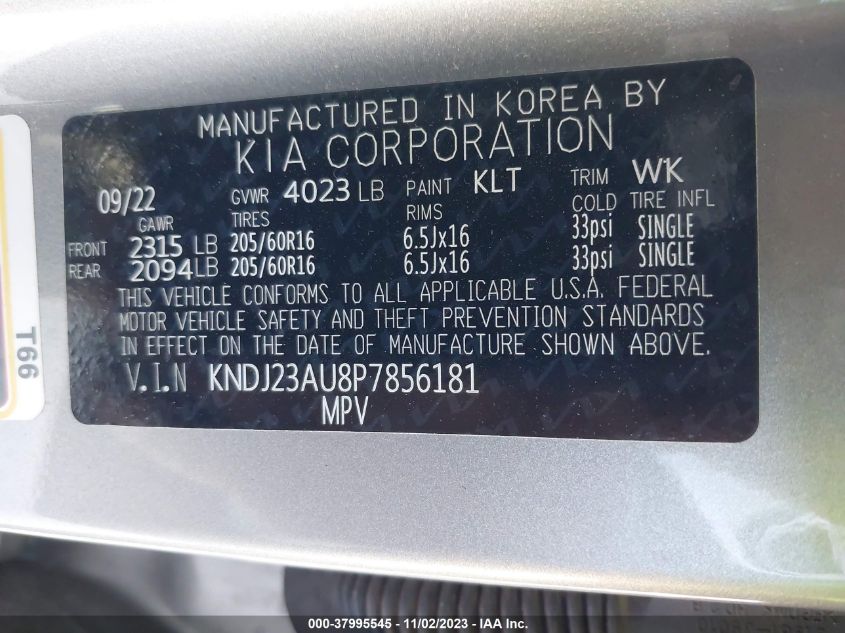 MANUFACTURED IN KOREA BY
KIA CORPORATION
09/22 GVWR 4023 LB PAINT KLT TRIM WK
GAWR TIRES RIMS COLD TIRE INFL
FRONT 2315 LB 205/60R16 6.5Jx16 33psi SINGLE
REAR 2094 LB 205/60R16 6.5Jx16 33psi SINGLE
THIS VEHICLE CONFORMS TO ALL APPLICABLE U.S.A. FEDERAL
MOTOR VEHICLE SAFETY AND THEFT PREVENTION STANDARDS
IN EFFECT ON THE DATE OF MANUFACTURE SHOWN ABOVE.
V.I.N KNDJ23AU8P7856181
MPV
T66
000-37995545 - 11/02/2023 - IAA Inc.